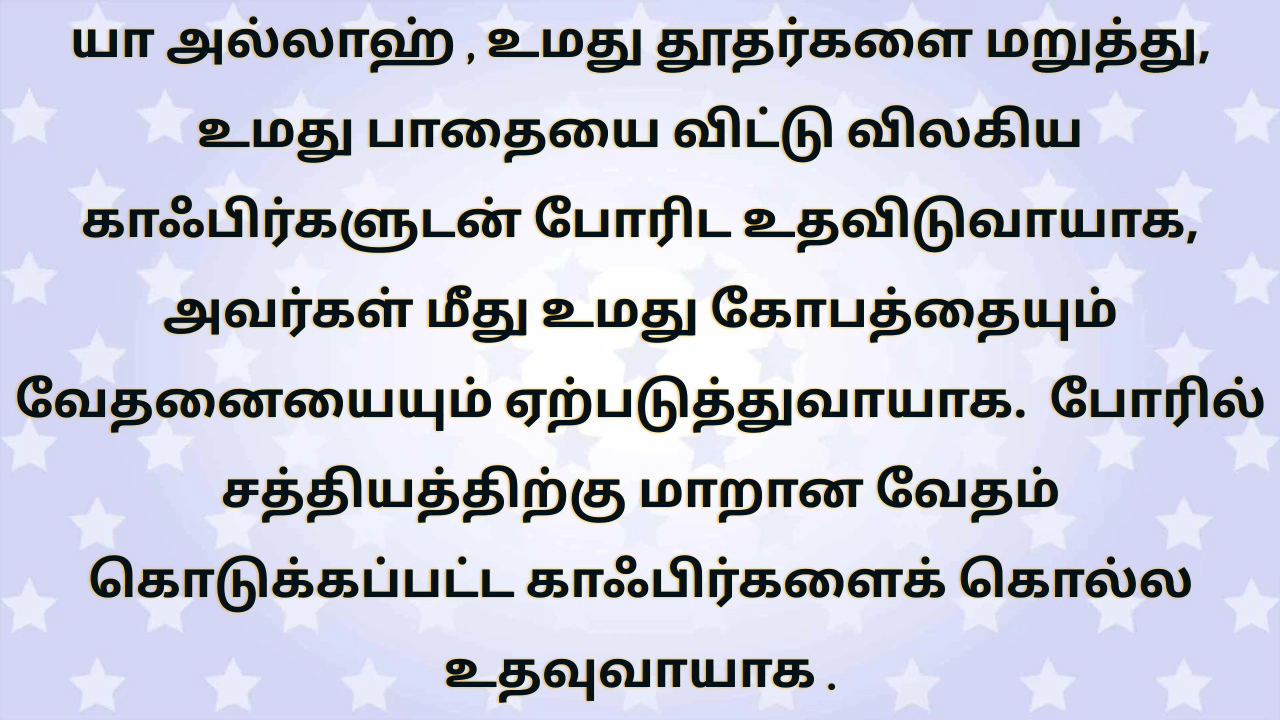 யா அல்லாஹ் , உமது தூதர்களை மறுத்து,
உமது பாதையை விட்டு விலகிய
காஃபிர்களுடன் போரிட உதவிடுவாயாக,
அவர்கள் மீது உமது கோபத்தையும்
வேதனையையும் ஏற்படுத்துவாயாக.  போரில்
சத்தியத்திற்கு மாறான வேதம்
கொடுக்கப்பட்ட காஃபிர்களைக் கொல்ல
உதவுவாயாக .